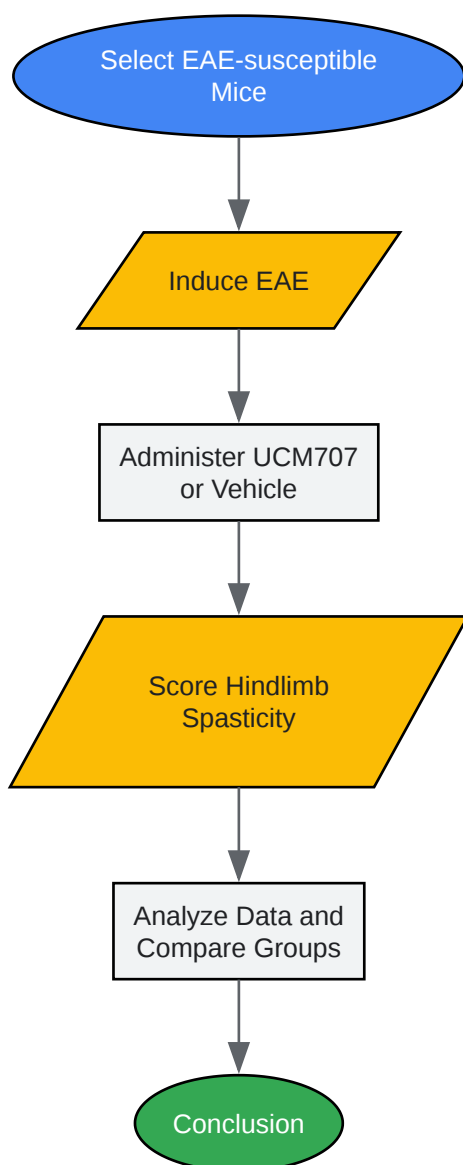 Select EAE-susceptible
Mice
Induce EAE
Administer UCM707
or Vehicle
Score Hindlimb
Spasticity
Analyze Data and
Compare Groups
Conclusion